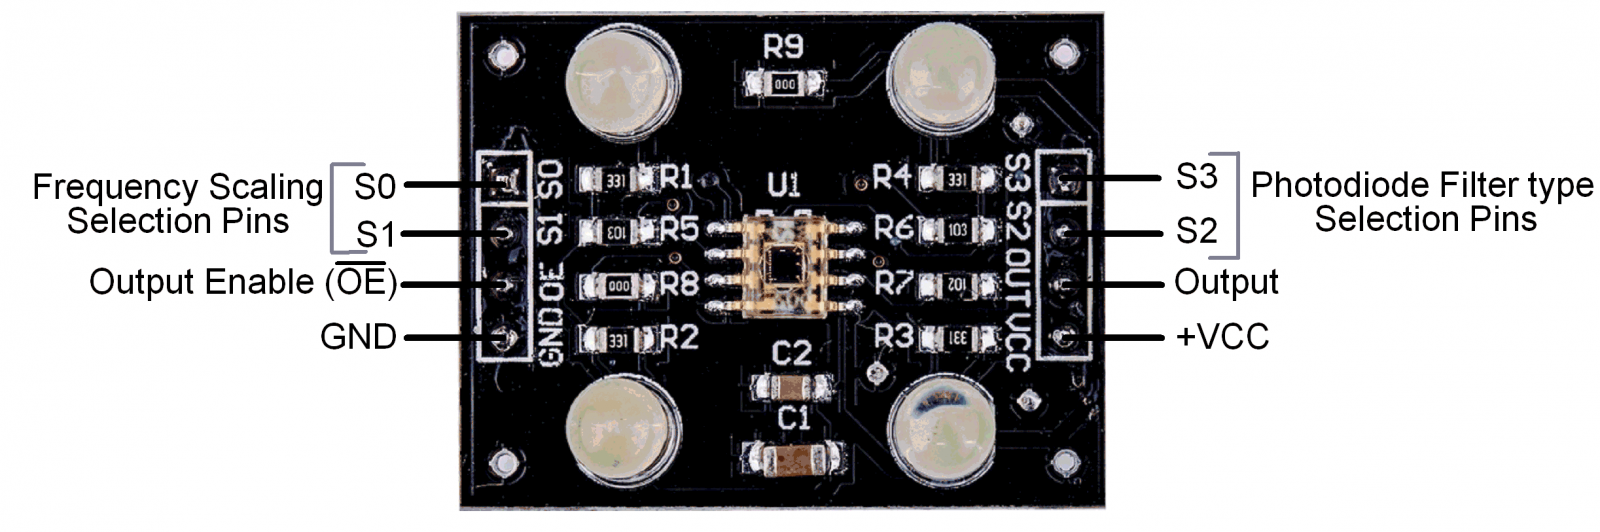 Frequency Scaling
Selection Pins
S0
S1
Output Enable (OE)
GND
R9
000
S0
S1
OE
GND
331
R1
103
R5
000
R8
331
R2
U1
C2
C1
R4
331
R6
103
R7
102
R3
331
S3
S2
OUT
VCC
S3
S2
Output
+VCC
Photodiode Filter type
Selection Pins